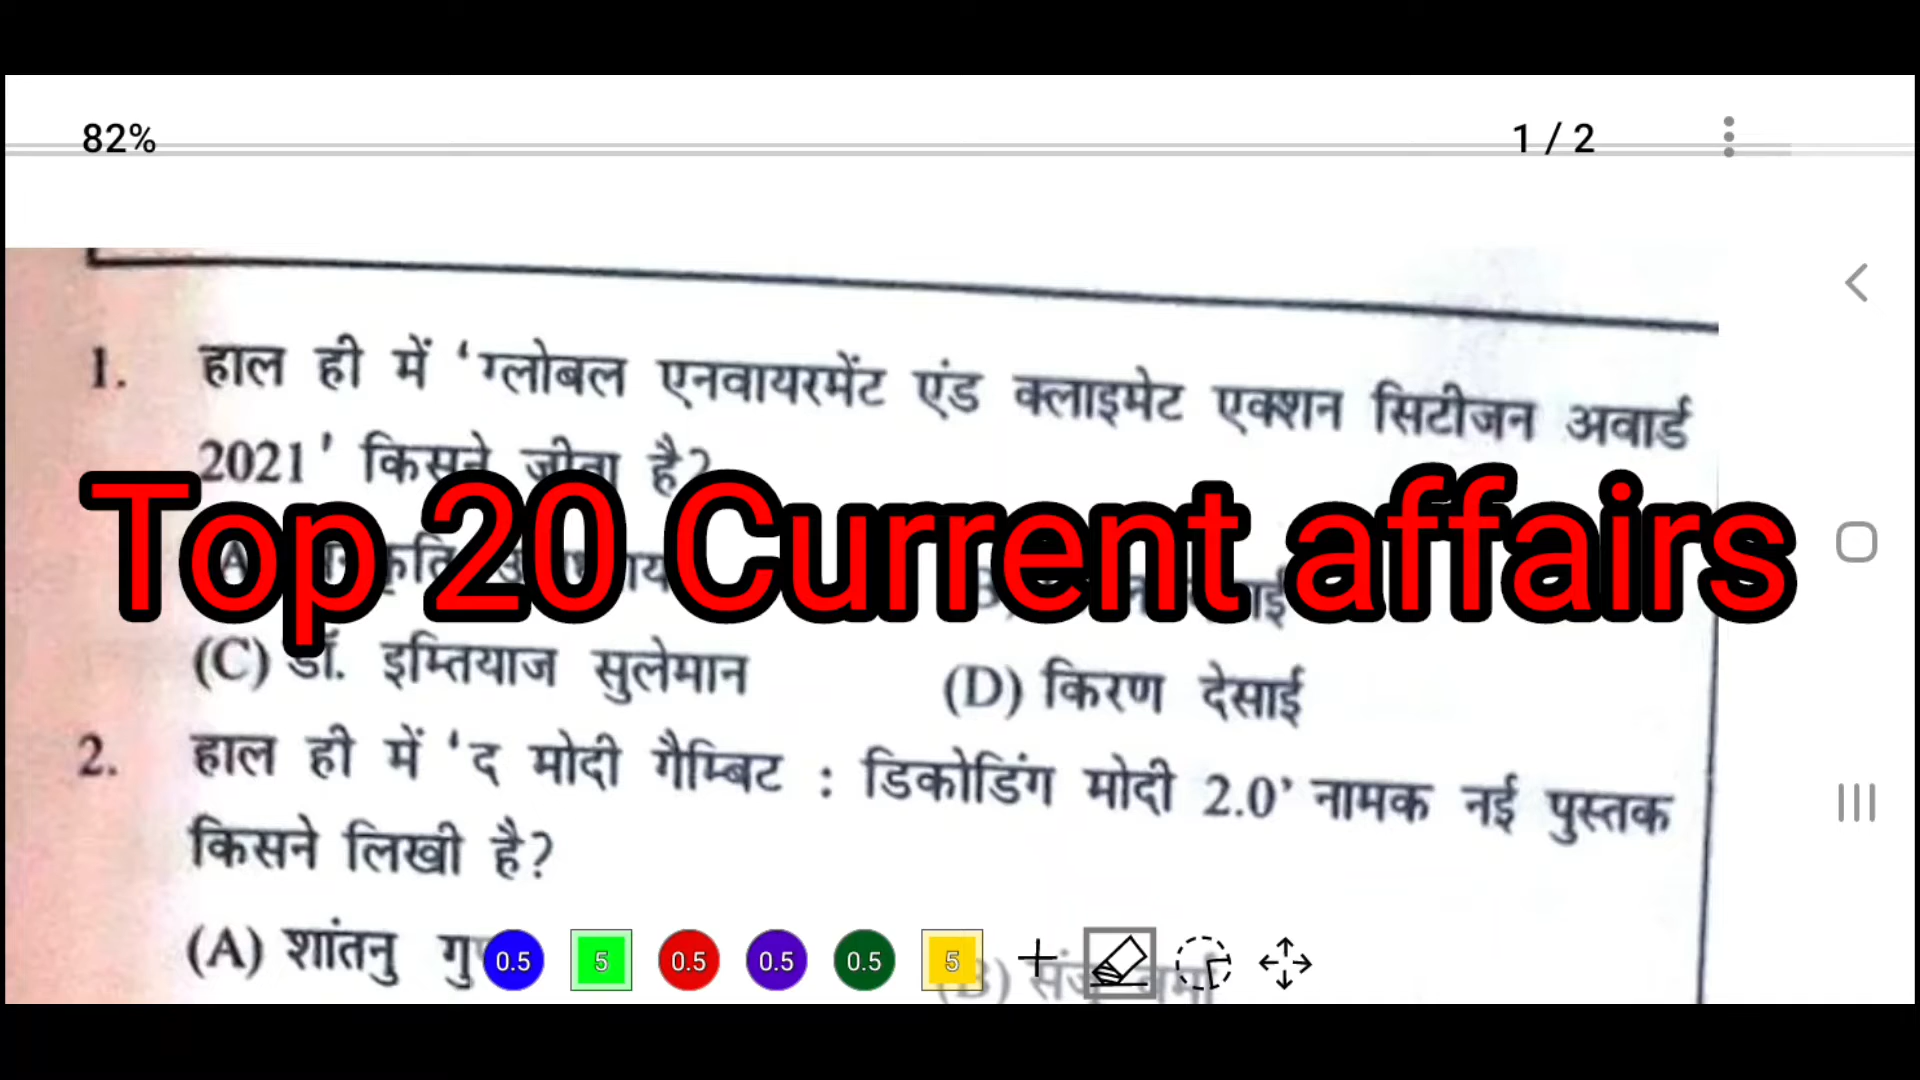 82%
1 / 2
1. हाल ही में ‘ग्लोबल एनवायरमेंट एंड क्लाइमेट एक्शन सिटीजन अवार्ड
2021’ किसने जीता है?
Top 20 Current affairs
(C) डॉ. इम्तियाज सुलेमान
(D) किरण देसाई
2. हाल ही में ‘द मोदी गैम्बिट : डिकोडिंग मोदी 2.0’ नामक नई पुस्तक
किसने लिखी है?
(A) शांतनु
(B)
0.5 5 0.5 0.5 0.5 5